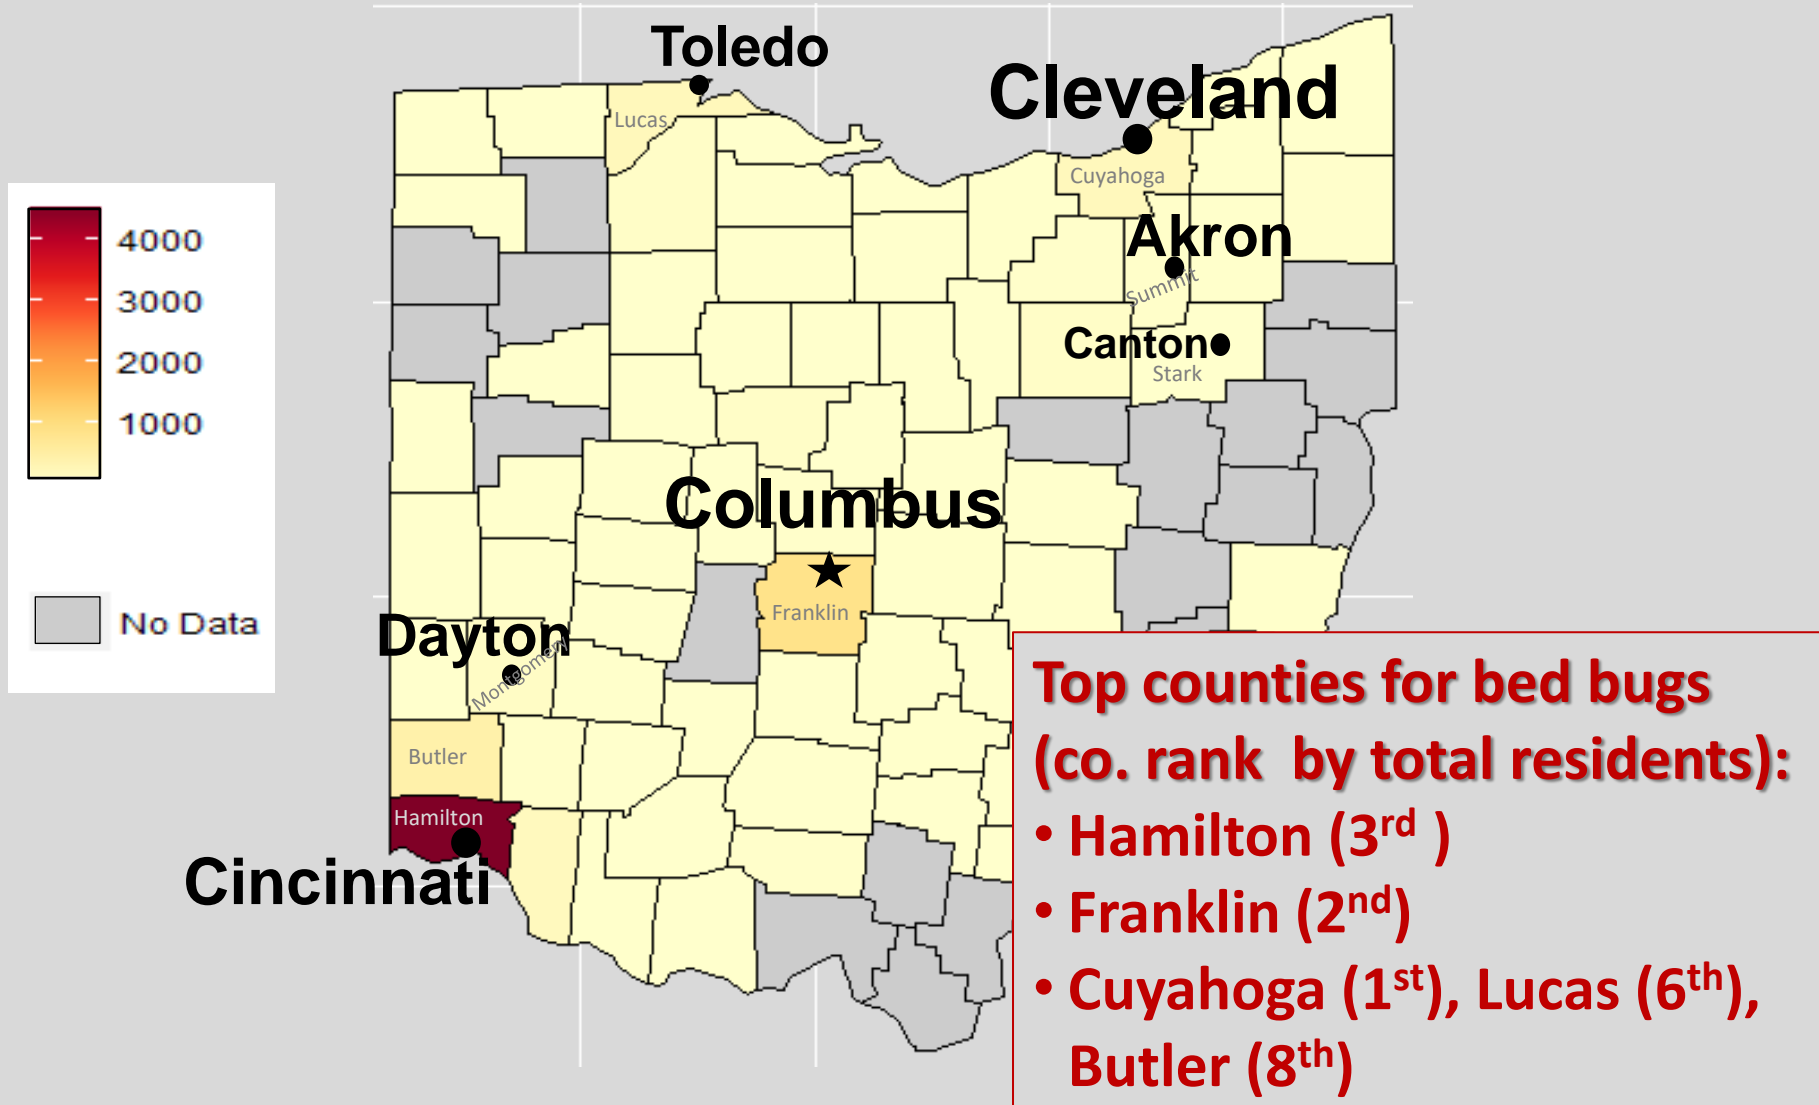 Toledo
Cleveland
Lucas
Cuyahoga
4000
3000
2000
1000
No Data
Akron
Summit
Canton
Stark
Columbus
Franklin
Dayton
Montgomery
Butler
Hamilton
Cincinnati
Top counties for bed bugs
(co. rank by total residents):
• Hamilton (3rd )
• Franklin (2nd)
• Cuyahoga (1st), Lucas (6th),
Butler (8th)